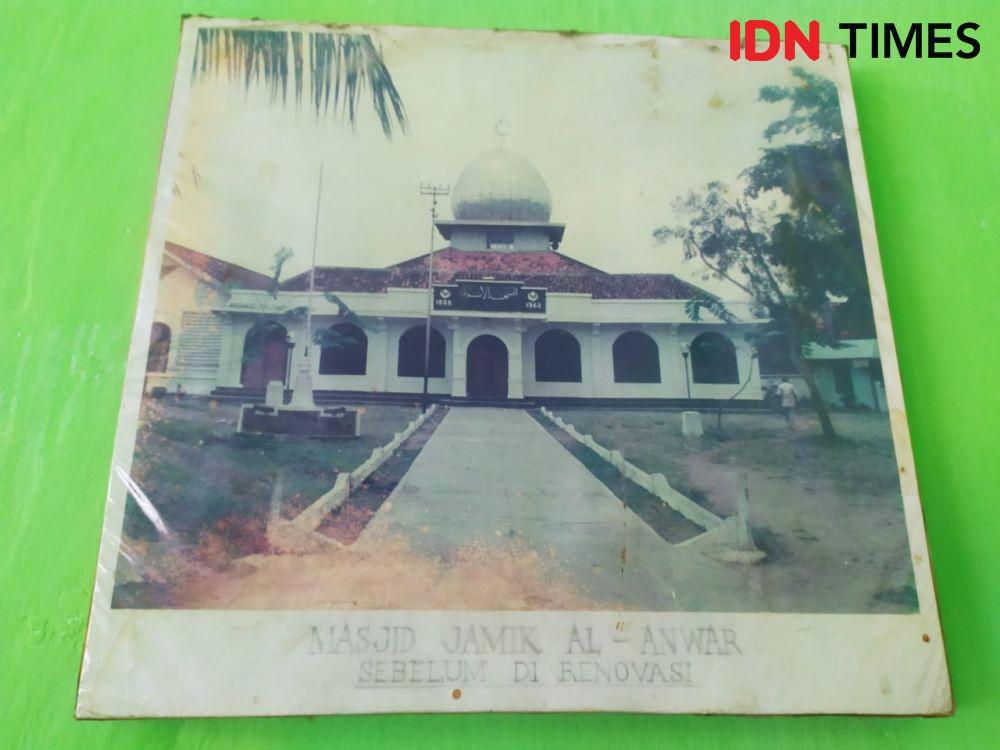 IDN TIMES
1888
1962
MASJID JAMIK AL-ANWAR
SEBELUM DI RENOVASI